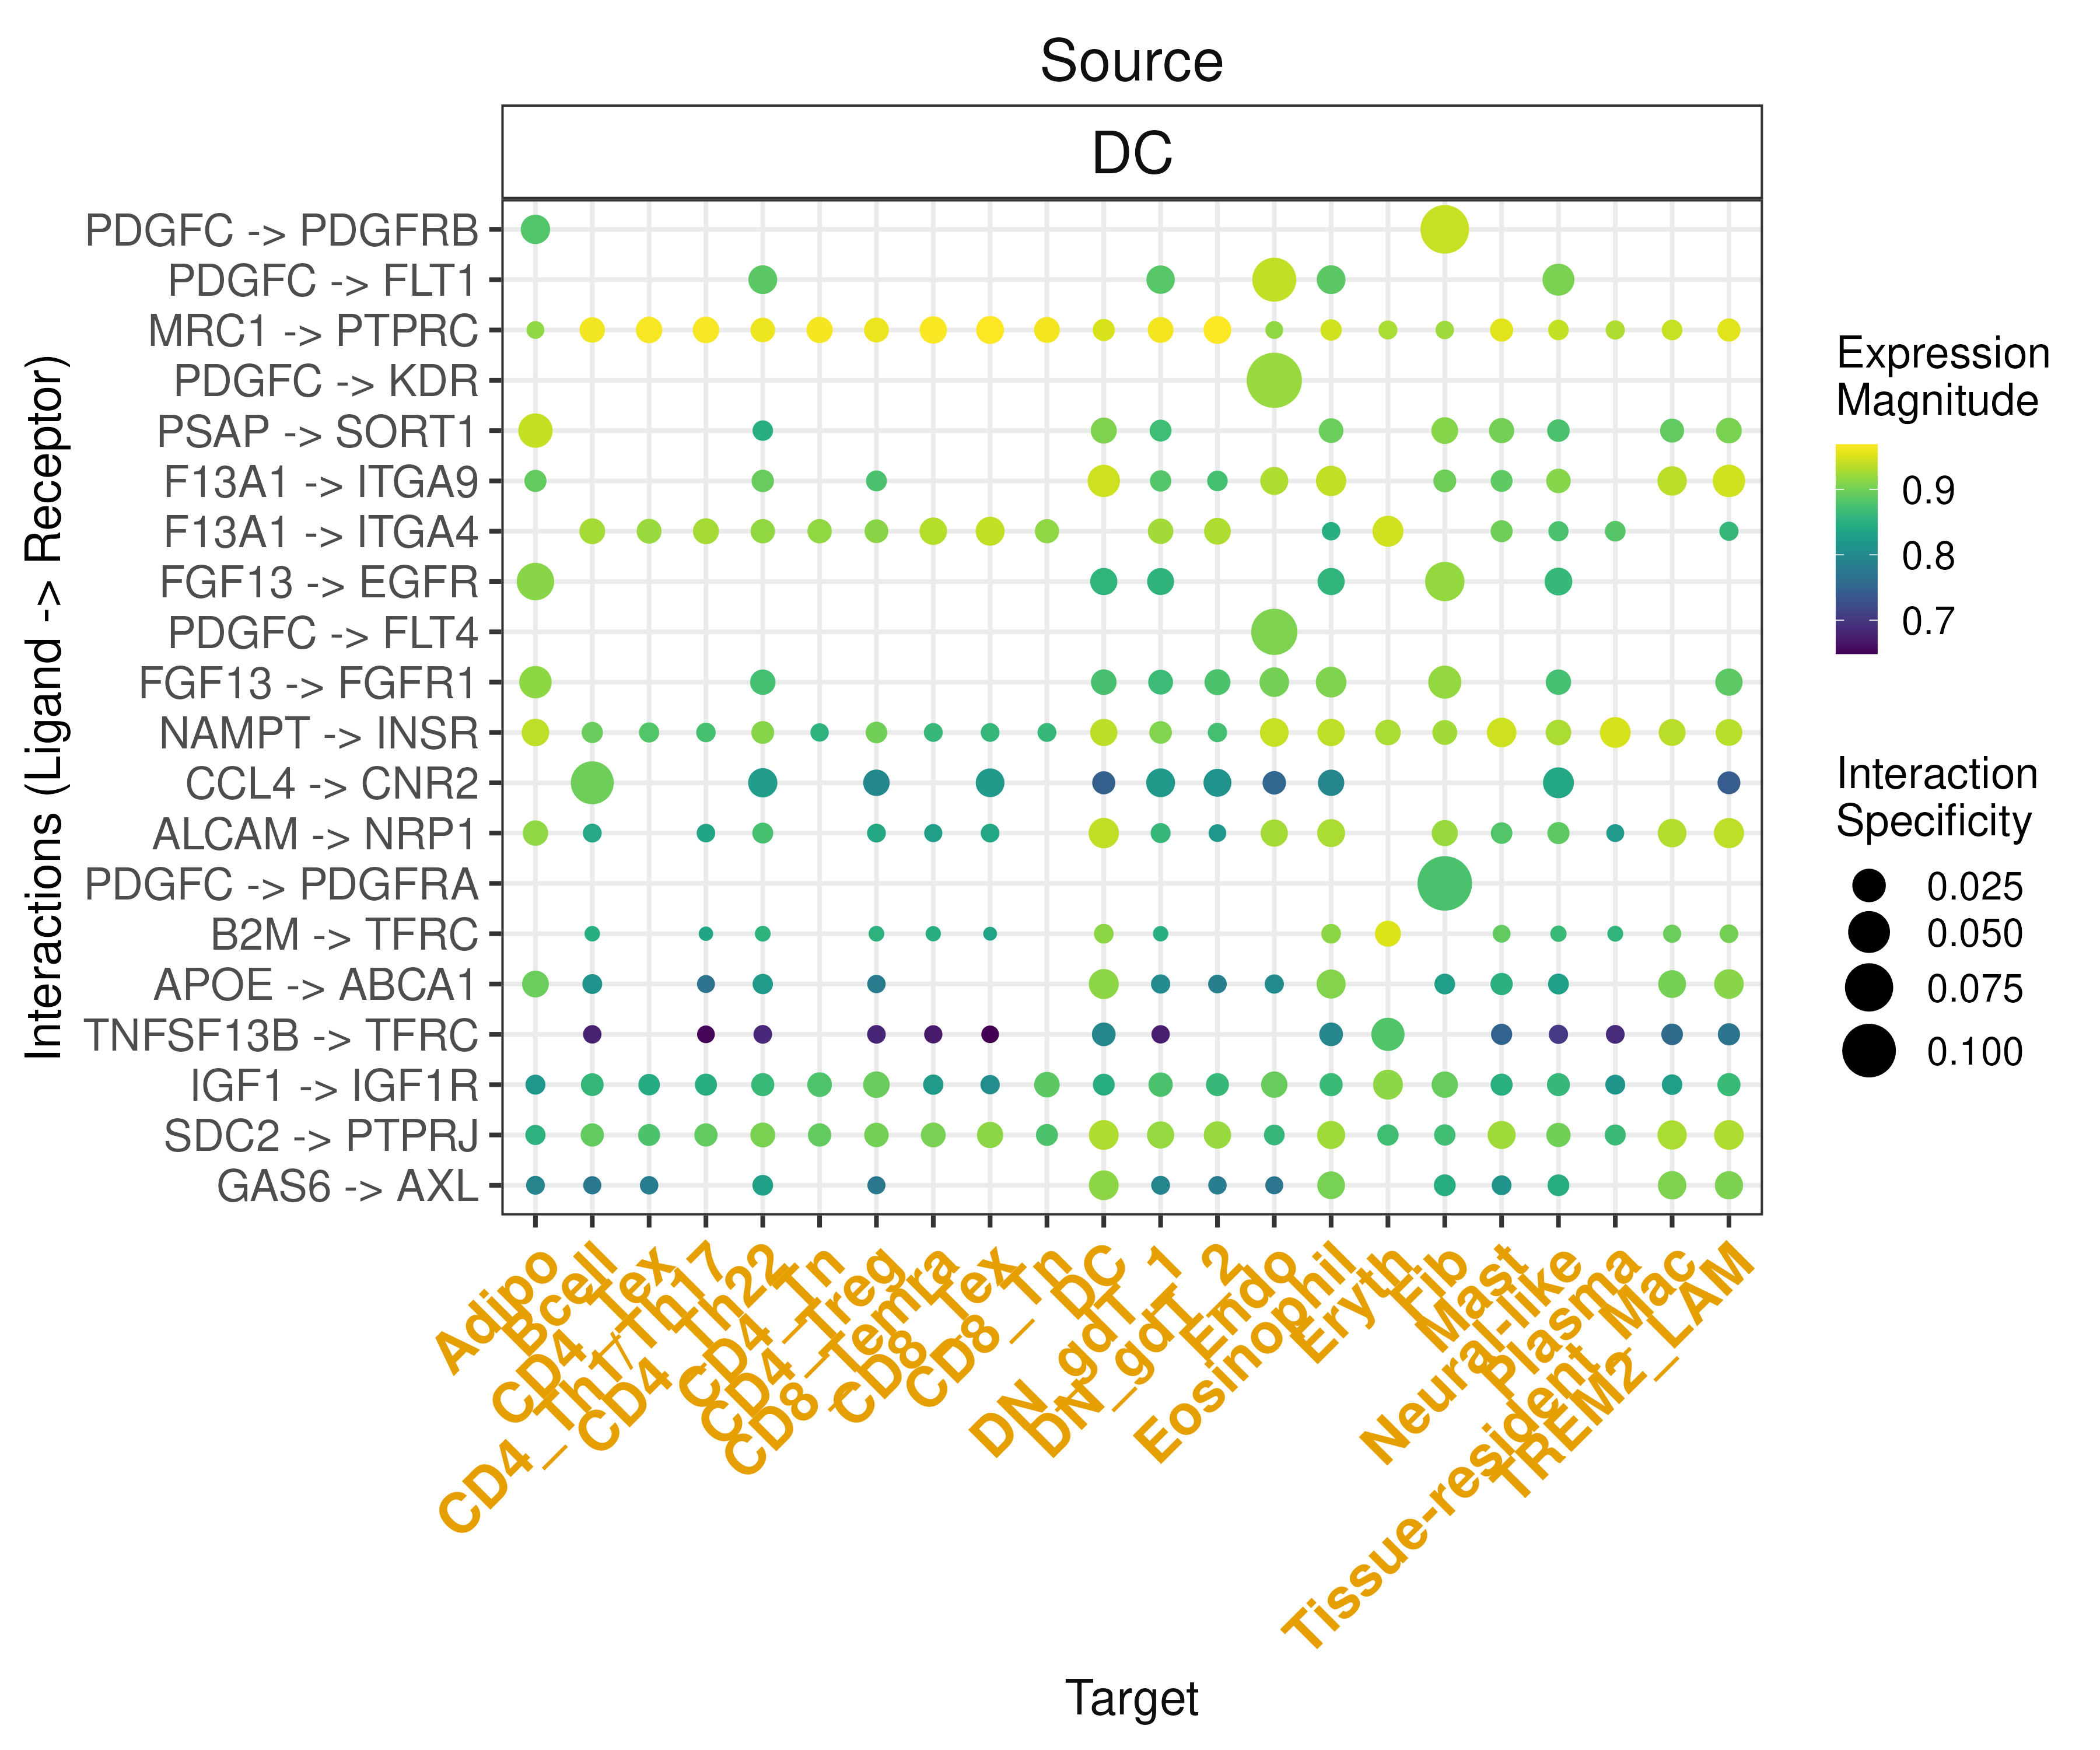 Source
DC
PDGFC -> PDGFRB
PDGFC -> FLT1
MRC1 -> PTPRC
PDGFC -> KDR
PSAP -> SORT1
F13A1 -> ITGA9
F13A1 -> ITGA4
FGF13 -> EGFR
PDGFC -> FLT4
FGF13 -> FGFR1
NAMPT -> INSR
CCL4 -> CNR2
ALCAM -> NRP1
PDGFC -> PDGFRA
B2M -> TFRC
APOE -> ABCA1
TNFSF13B -> TFRC
IGF1 -> IGF1R
SDC2 -> PTPRJ
GAS6 -> AXL
Interactions (Ligand -> Receptor)
Adipo
Bcell
CD4_Tex
CD4_Th1/Th17
CD4_Th22
CD4_Tn
CD4_Treg
CD8_Temra
CD8_Tex
CD8_Tn
DC
DN_gdT_1
DN_gdT_2
Endo
Eosinophil
Eryth
Fib
Mast
Neural-like
Plasma
Tissue-resident Mac
TREM2_LAM
Target
Expression
Magnitude
0.9
0.8
0.7
Interaction
Specificity
0.025
0.050
0.075
0.100